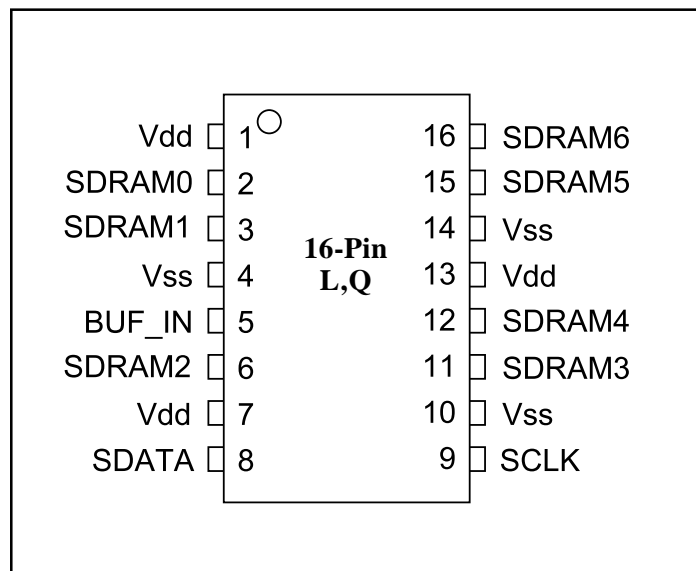 Vdd 1 16 SDRAM6
SDRAM0 2 15 SDRAM5
SDRAM1 3 14 Vss
16-Pin
L,Q
Vss 4 13 Vdd
BUF_IN 5 12 SDRAM4
SDRAM2 6 11 SDRAM3
Vdd 7 10 Vss
SDATA 8 9 SCLK